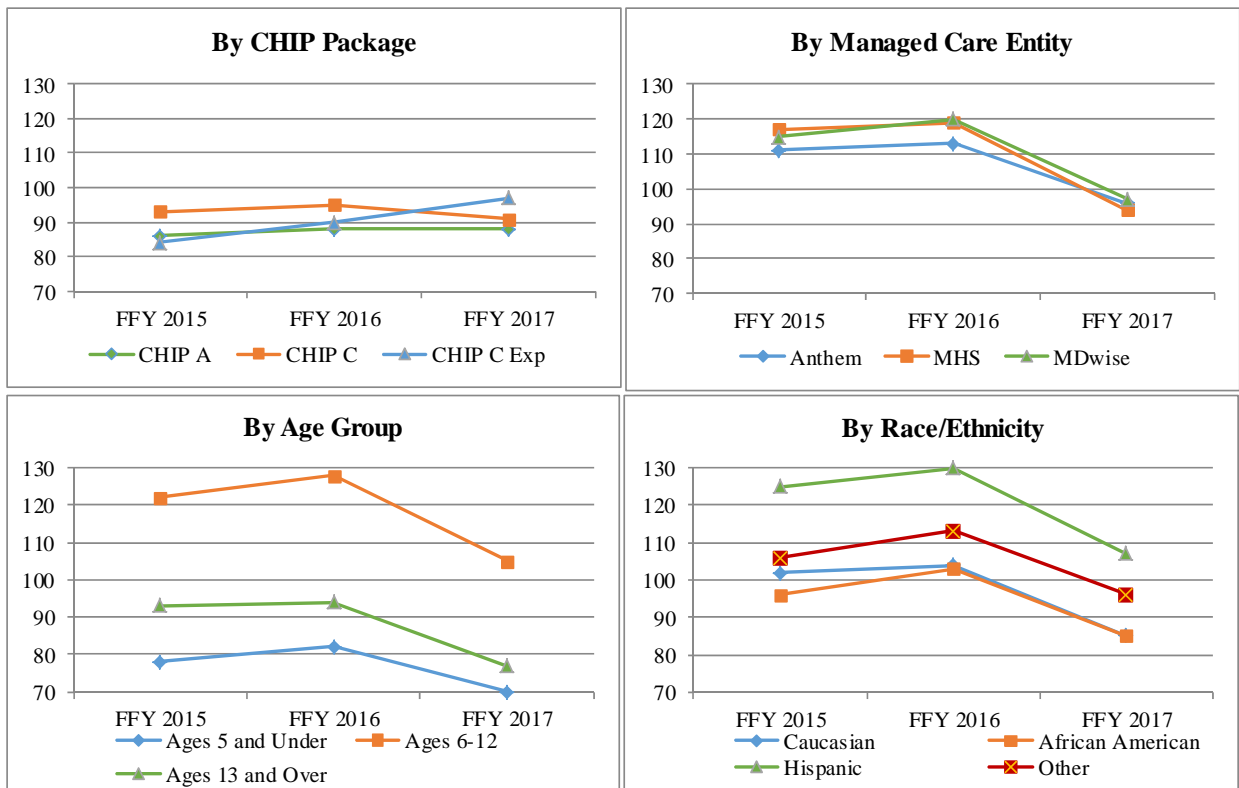 By CHIP Package
130
120
110
100
90
80
70
FFY 2015 FFY 2016 FFY 2017
CHIP A CHIP C CHIP C Exp
By Managed Care Entity
130
120
110
100
90
80
70
FFY 2015 FFY 2016 FFY 2017
Anthem MHS MDwise
By Age Group
130
120
110
100
90
80
70
FFY 2015 FFY 2016 FFY 2017
Ages 5 and Under Ages 6-12
Ages 13 and Over
By Race/Ethnicity
130
120
110
100
90
80
70
FFY 2015 FFY 2016 FFY 2017
Caucasian African American
Hispanic Other